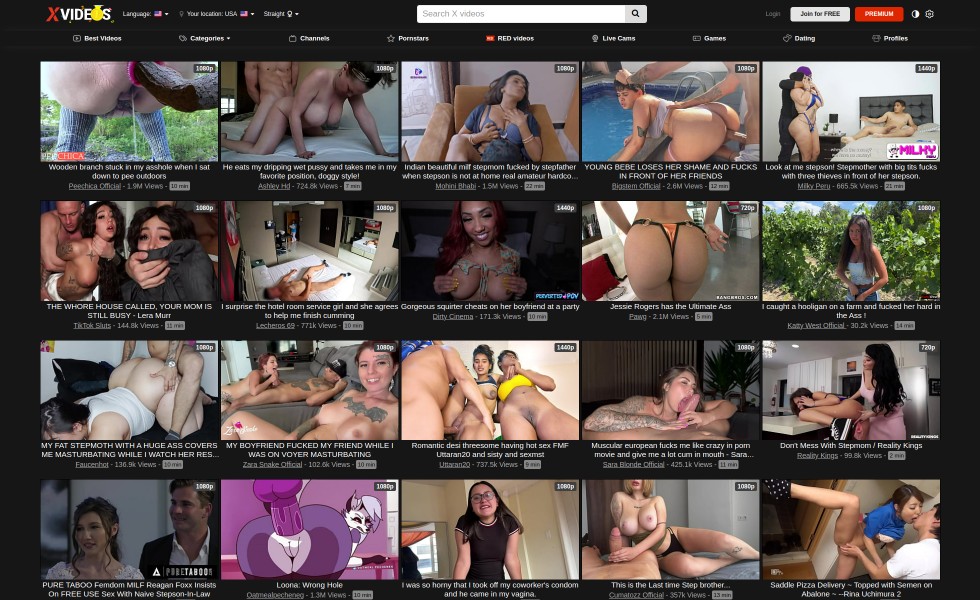 XVIDEOS
Language:
Your location: USA
Straight
Search X videos
Login
Join for FREE
PREMIUM
Best Videos
Categories
Channels
Pornstars
RED videos
Live Cams
Games
Dating
Profiles
1080p
1080p
1080p
1080p
1440p
CHICA
MILKY
Wooden branch stuck in my asshole when I sat
down to pee outdoors
Peechica Official - 1.9M Views - 10 min
He eats my dripping wet pussy and takes me in my
favorite position, doggy style!
Ashley Hd - 724.8k Views - 7 min
Indian beautiful milf stepmom fucked by stepfather
when stepson is not at home real amateur hardco...
Mohini Bhabi - 1.5M Views - 22 min
YOUNG BEBE LOSES HER SHAME AND FUCKS
IN FRONT OF HER FRIENDS
Bigstem Official - 2.6M Views - 12 min
Look at me stepson! Stepmother with big tits fucks
with three thieves in front of her stepson.
Milky Peru - 665.5k Views - 21 min
1080p
1080p
1440p
720p
1080p
PERVERTED POV
BANGBROS.COM
THE WHORE HOUSE CALLED, YOUR MOM IS
STILL BUSY - Lera Murr
TikTok Sluts - 144.8k Views - 11 min
I surprise the hotel room service girl and she agrees
to help me finish cumming
Lecheros 69 - 771k Views - 10 min
Gorgeous squirter cheats on her boyfriend at a party
Dirty Cinema - 171.3k Views - 10 min
Jessie Rogers has the Ultimate Ass
Pawg - 2.1M Views - 5 min
I caught a hooligan on a farm and fucked her hard in
the Ass !
Katty West Official - 30.2k Views - 14 min
1080p
1080p
1440p
1080p
720p
REALITYKINGS
MY FAT STEPMOTH WITH A HUGE ASS COVERS
ME MASTURBATING WHILE I WATCH HER RES...
Faucenhot - 136.9k Views - 10 min
MY BOYFRIEND FUCKED MY FRIEND WHILE I
WAS ON VOYER MASTURBATING
Zara Snake Official - 102.6k Views - 10 min
Romantic desi threesome having hot sex FMF
Uttaran20 and sisty and sexmst
Uttaran20 - 737.5k Views - 9 min
Muscular european fucks me like crazy in porn
movie and give me a lot cum in mouth - Sara...
Sara Blonde Official - 425.1k Views - 11 min
Don't Mess With Stepmom / Reality Kings
Reality Kings - 99.8k Views - 2 min
1080p
1080p
1080p
1080p
PURETABOO
PURE TABOO Femdom MILF Reagan Foxx Insists
On FREE USE Sex With Naive Stepson-In-Law
Loona: Wrong Hole
Oatmealpecheneg - 1.3M Views - 10 min
I was so horny that I took off my coworker's condom
and he came in my vagina.
This is the Last time Step brother...
Cumatozz Official - 357k Views - 13 min
Saddle Pizza Delivery ~ Topped with Semen on
Abalone ~ --Rina Uchimura 2